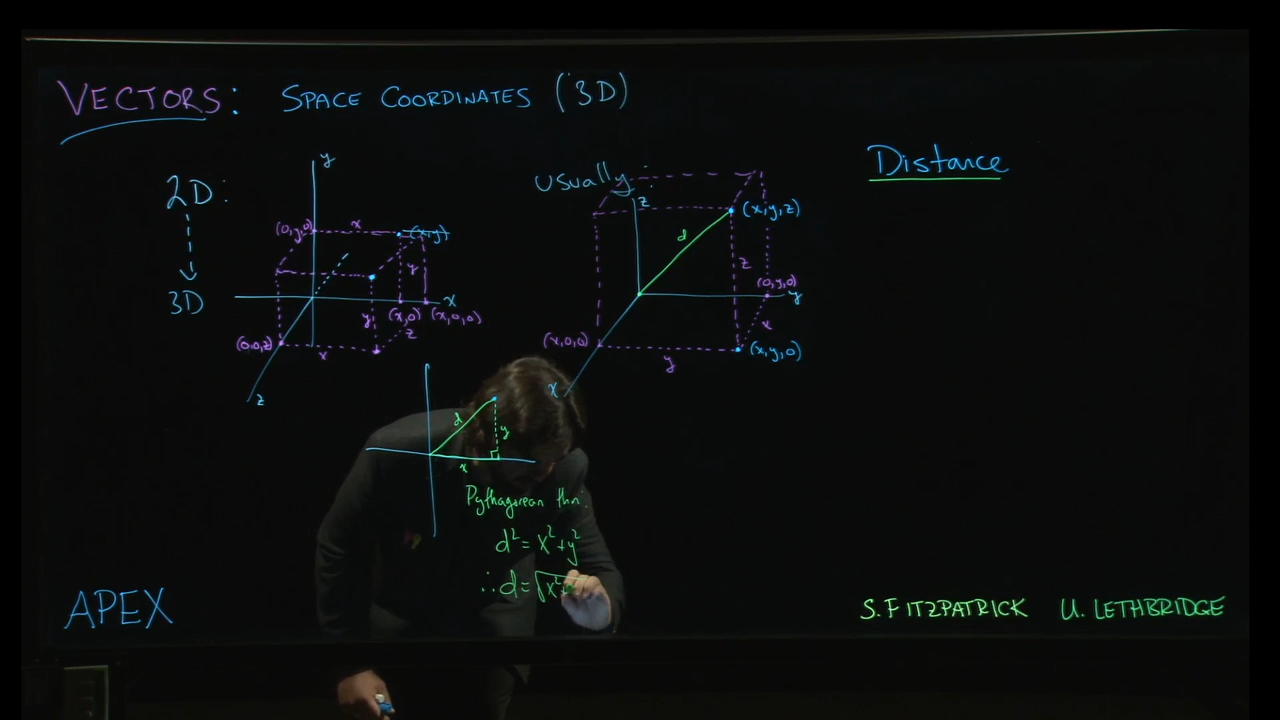 VECTORS: SPACE COORDINATES (3D)
2D:
3D
y
(0,y,0)
x
(x,y)
y
x
(x,0)
(x,0,0)
y
z
(0,0,z)
x
z
usually:
z
(x,y,z)
d
z
(0,y,0)
y
x
(x,0,0)
(x,y,0)
y
x
Distance
d
y
x
Pythagorean thm:
d²=x²+y²
∴d=√x²+
APEX
S. FITZPATRICK U. LETHBRIDGE